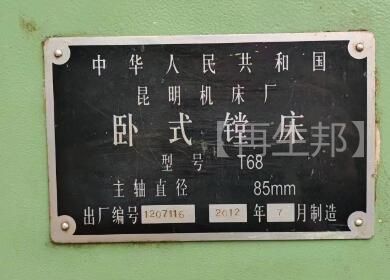 中华人民共和国
昆明机床厂
卧式镗床
【再生邦】
型号 T68
主轴直径 85mm
出厂编号 1207116 2012 年 7 月制造